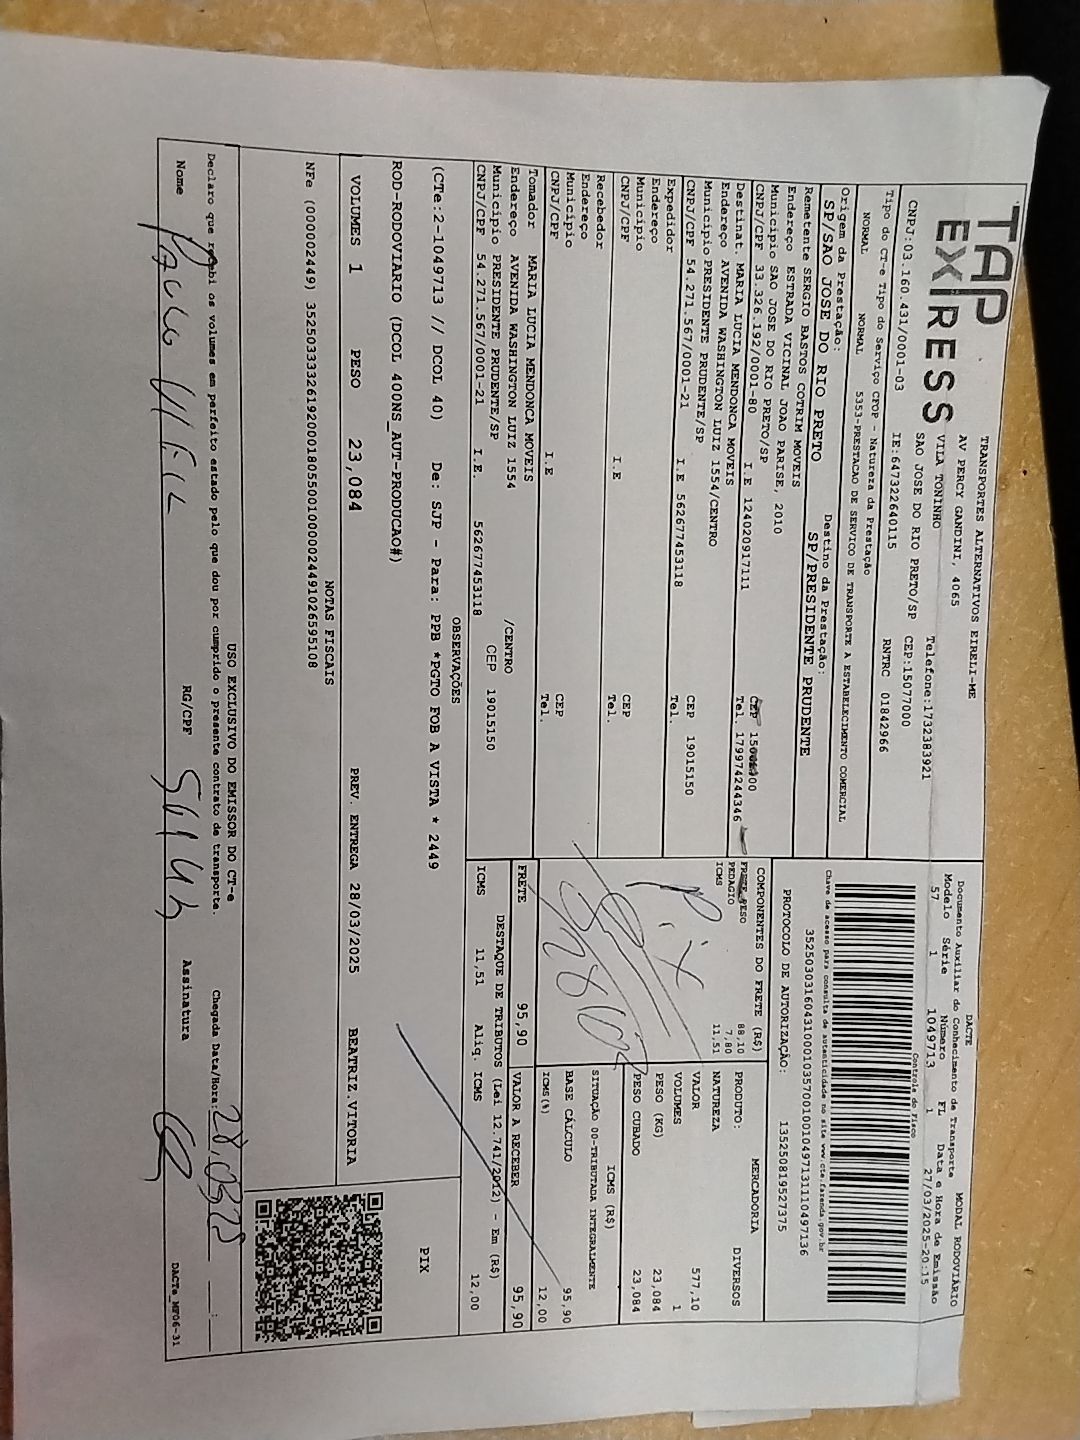 TAP
EXPRESS
TRANSPORTES ALTERNATIVOS EIRELI-ME
AV PERCY GANDINI, 4065
VILA TONINHO Telefone:1732383921
SAO JOSE DO RIO PRETO/SP CEP:15077000
CNPJ:03.160.431/0001-03 IE:647322640115 RNTRC 01842966
Tipo do CT-e Tipo do Serviço CFOP - Natureza da Prestação
NORMAL NORMAL 5353-PRESTACAO DE SERVICO DE TRANSPORTE A ESTABELECIMENTO COMERCIAL
Origem da Prestação: Destino da Prestação:
SP/SAO JOSE DO RIO PRETO SP/PRESIDENTE PRUDENTE
Remetente SERGIO BASTOS COTRIM MOVEIS
Endereço ESTRADA VICINAL JOAO PARISE, 2010
Município SAO JOSE DO RIO PRETO/SP CEP
CNPJ/CPF 33.326.192/0001-80 I.E 124020917111 Tel. 179974244346
Destinat. MARIA LUCIA MENDONCA MOVEIS
Endereço AVENIDA WASHINGTON LUIZ 1554/CENTRO
Município PRESIDENTE PRUDENTE/SP CEP 19015150
CNPJ/CPF 54.271.567/0001-21 I.E 562677453118 Tel.
Expedidor
Endereço
Município CEP
CNPJ/CPF I.E Tel.
Recebedor
Endereço
Município CEP
CNPJ/CPF I.E Tel.
Tomador MARIA LUCIA MENDONCA MOVEIS
Endereço AVENIDA WASHINGTON LUIZ 1554 /CENTRO
Município PRESIDENTE PRUDENTE/SP CEP 19015150
CNPJ/CPF 54.271.567/0001-21 I.E. 562677453118
DACTE MODAL RODOVIÁRIO
Documento Auxiliar do Conhecimento de Transporte
Modelo Série Número FL Data e Hora de Emissão
57 1 1049713 1 27/03/2025-20:15
Controle do Fisco
Chave de acesso para consulta de autenticidade no site www.cte.fazenda.gov.br
35250303160431000103570010010497131110497136
PROTOCOLO DE AUTORIZAÇÃO: 135250819527375
COMPONENTES DO FRETE (R$)
FRETE PESO 88,10
PEDAGIO 7,80
ICMS 11,51
Pix
MERCADORIA
PRODUTO: DIVERSOS
NATUREZA
VALOR 577,10
VOLUMES 1
PESO (KG) 23,084
PESO CUBADO 23,084
ICMS (R$)
SITUAÇÃO 00-TRIBUTADA INTEGRALMENTE
BASE CÁLCULO 95,90
ICMS(%) 12,00
FRETE 95,90 VALOR A RECEBER 95,90
DESTAQUE DE TRIBUTOS (Lei 12.741/2012) - Em (R$)
ICMS 11,51 Aliq. ICMS 12,00
OBSERVAÇÕES
(CTe:2-1049713 // DCOL 40) De: SJP - Para: PPB *PGTO FOB A VISTA * 2449
ROD-RODOVIARIO (DCOL 400NS_AUT-PRODUCAO#)
PIX
VOLUMES 1 PESO 23,084 PREV. ENTREGA 28/03/2025 BEATRIZ.VITORIA
NOTAS FISCAIS
NFe (000002449) 35250333326192000180550010000024491026595108
USO EXCLUSIVO DO EMISSOR DO CT-e
Declaro que recebi os volumes em perfeito estado pelo que dou por cumprido o presente contrato de transporte. Chegada Data/Hora: 28.03.25 __:__
Nome RG/CPF Assinatura
DACTe_MF06-31